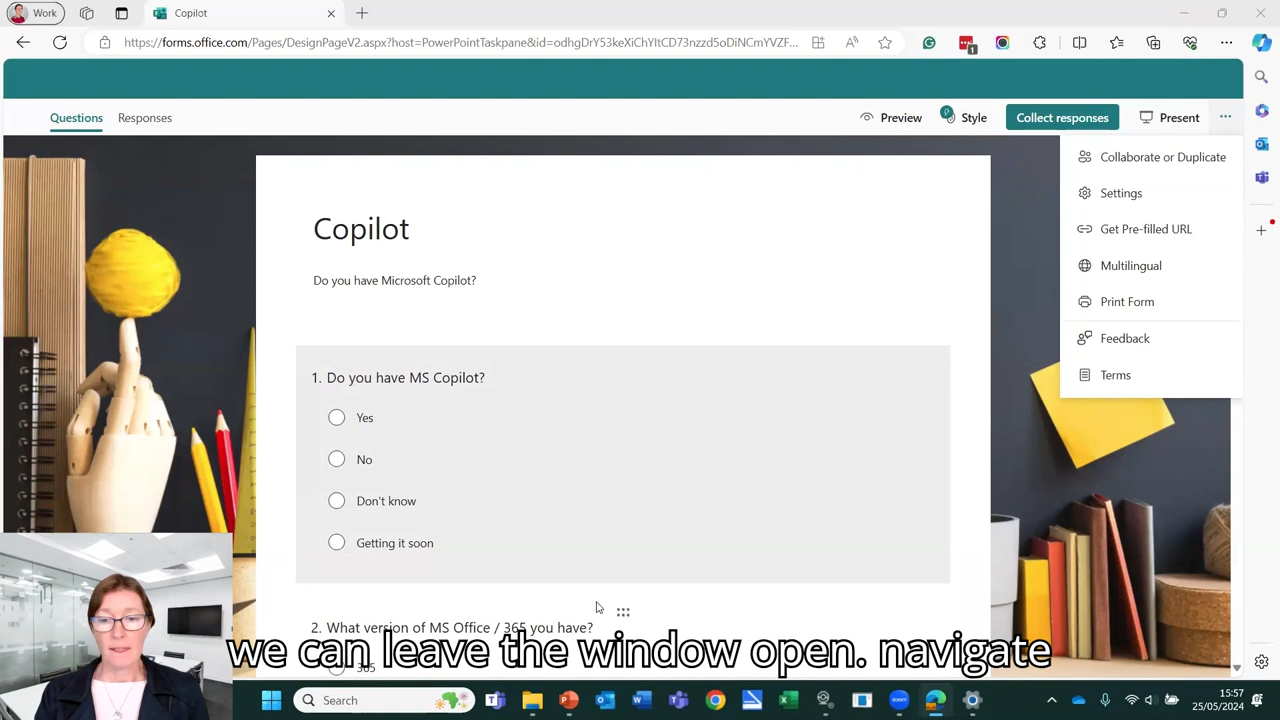 Work
Copilot
https://forms.office.com/Pages/DesignPageV2.aspx?host=PowerPointTaskpane&id=odhgDrY53keXiChYItCD73nzzd5oDiNCmYVZF...
1
Questions Responses
Preview Style Collect responses Present
Collaborate or Duplicate
Settings
Get Pre-filled URL
Multilingual
Print Form
Feedback
Terms
Copilot
Do you have Microsoft Copilot?
1. Do you have MS Copilot?
Yes
No
Don't know
Getting it soon
2. What version of MS Office / 365 you have?
365
we can leave the window open. navigate
Search
15:57
25/05/2024